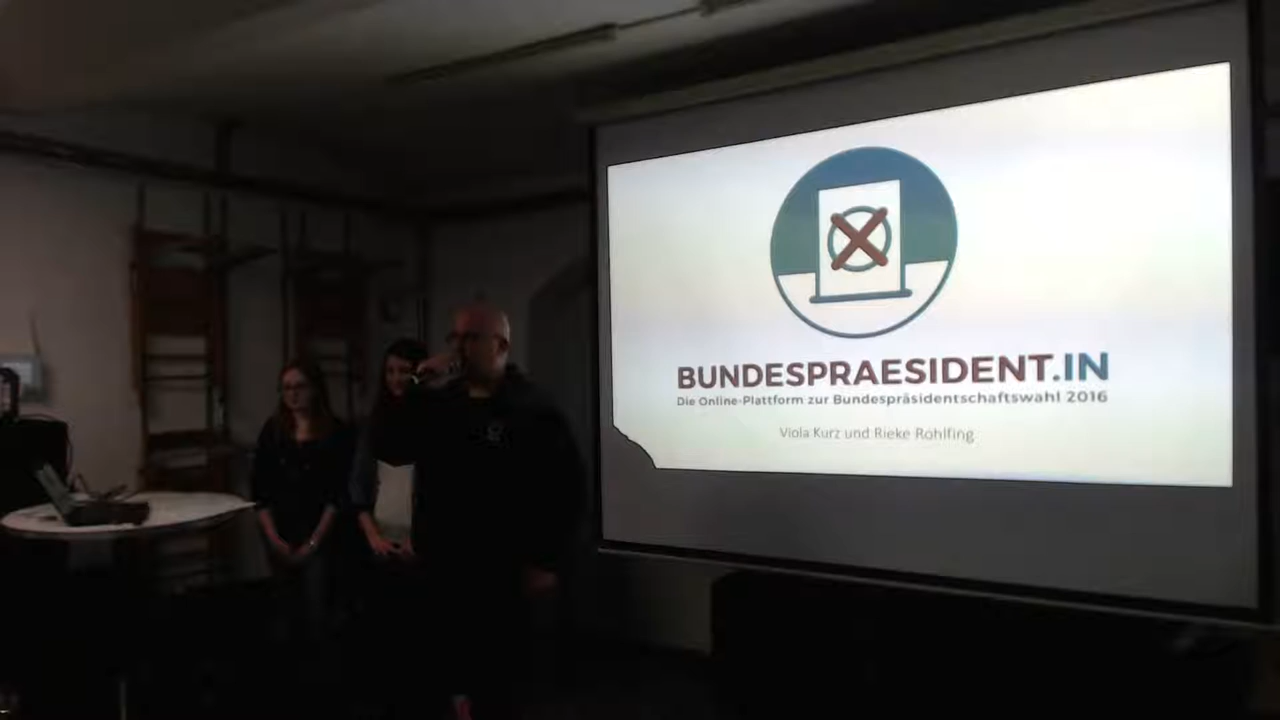 BUNDESPRAESIDENT.IN
Die Online-Plattform zur Bundespräsidentschaftswahl 2016
Viola Kurz und Rieke Rohlfing